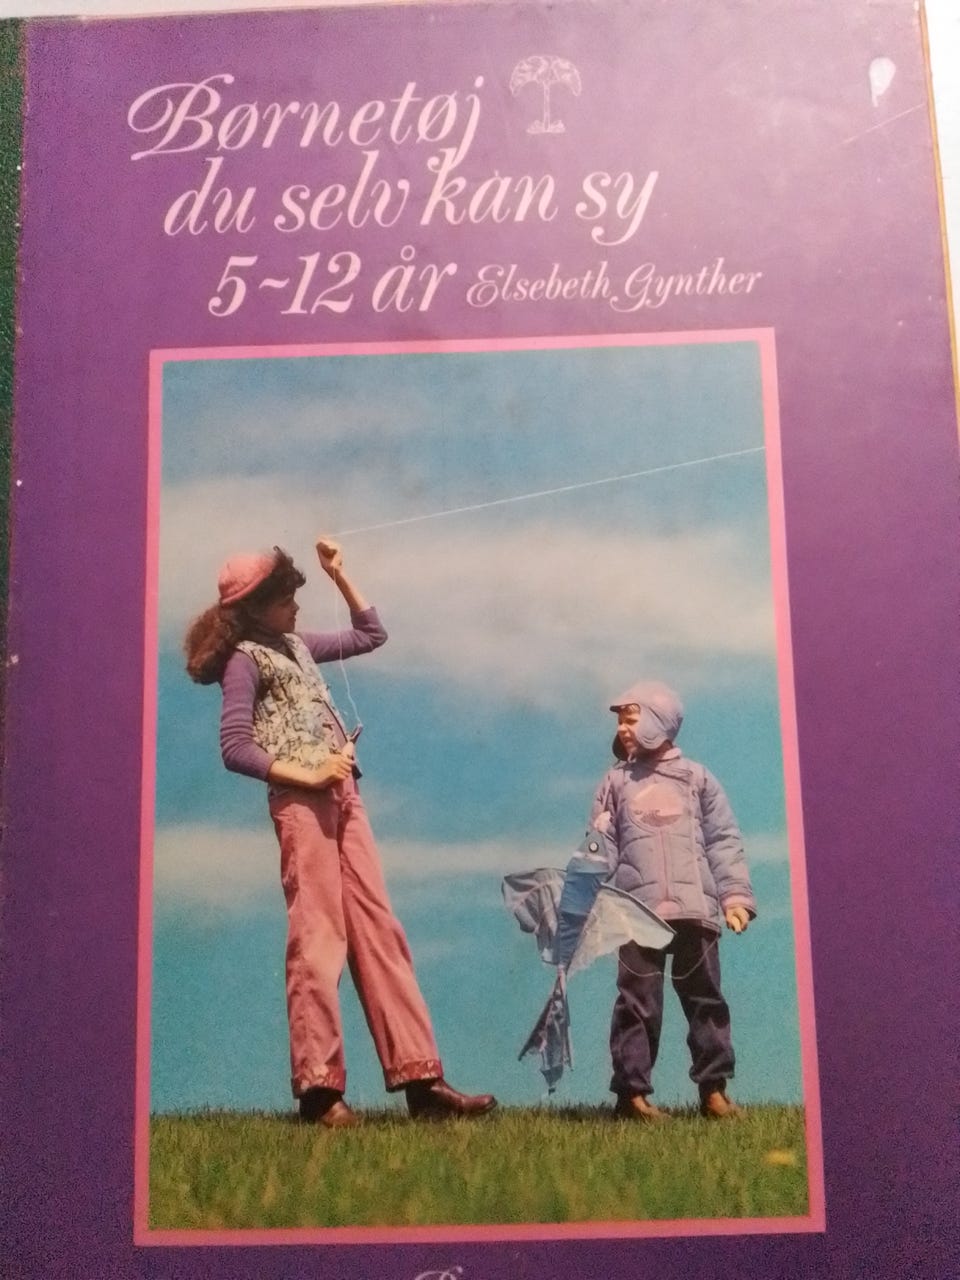 Børnetøj
du selv kan sy
5-12 år Elsebeth Gynther